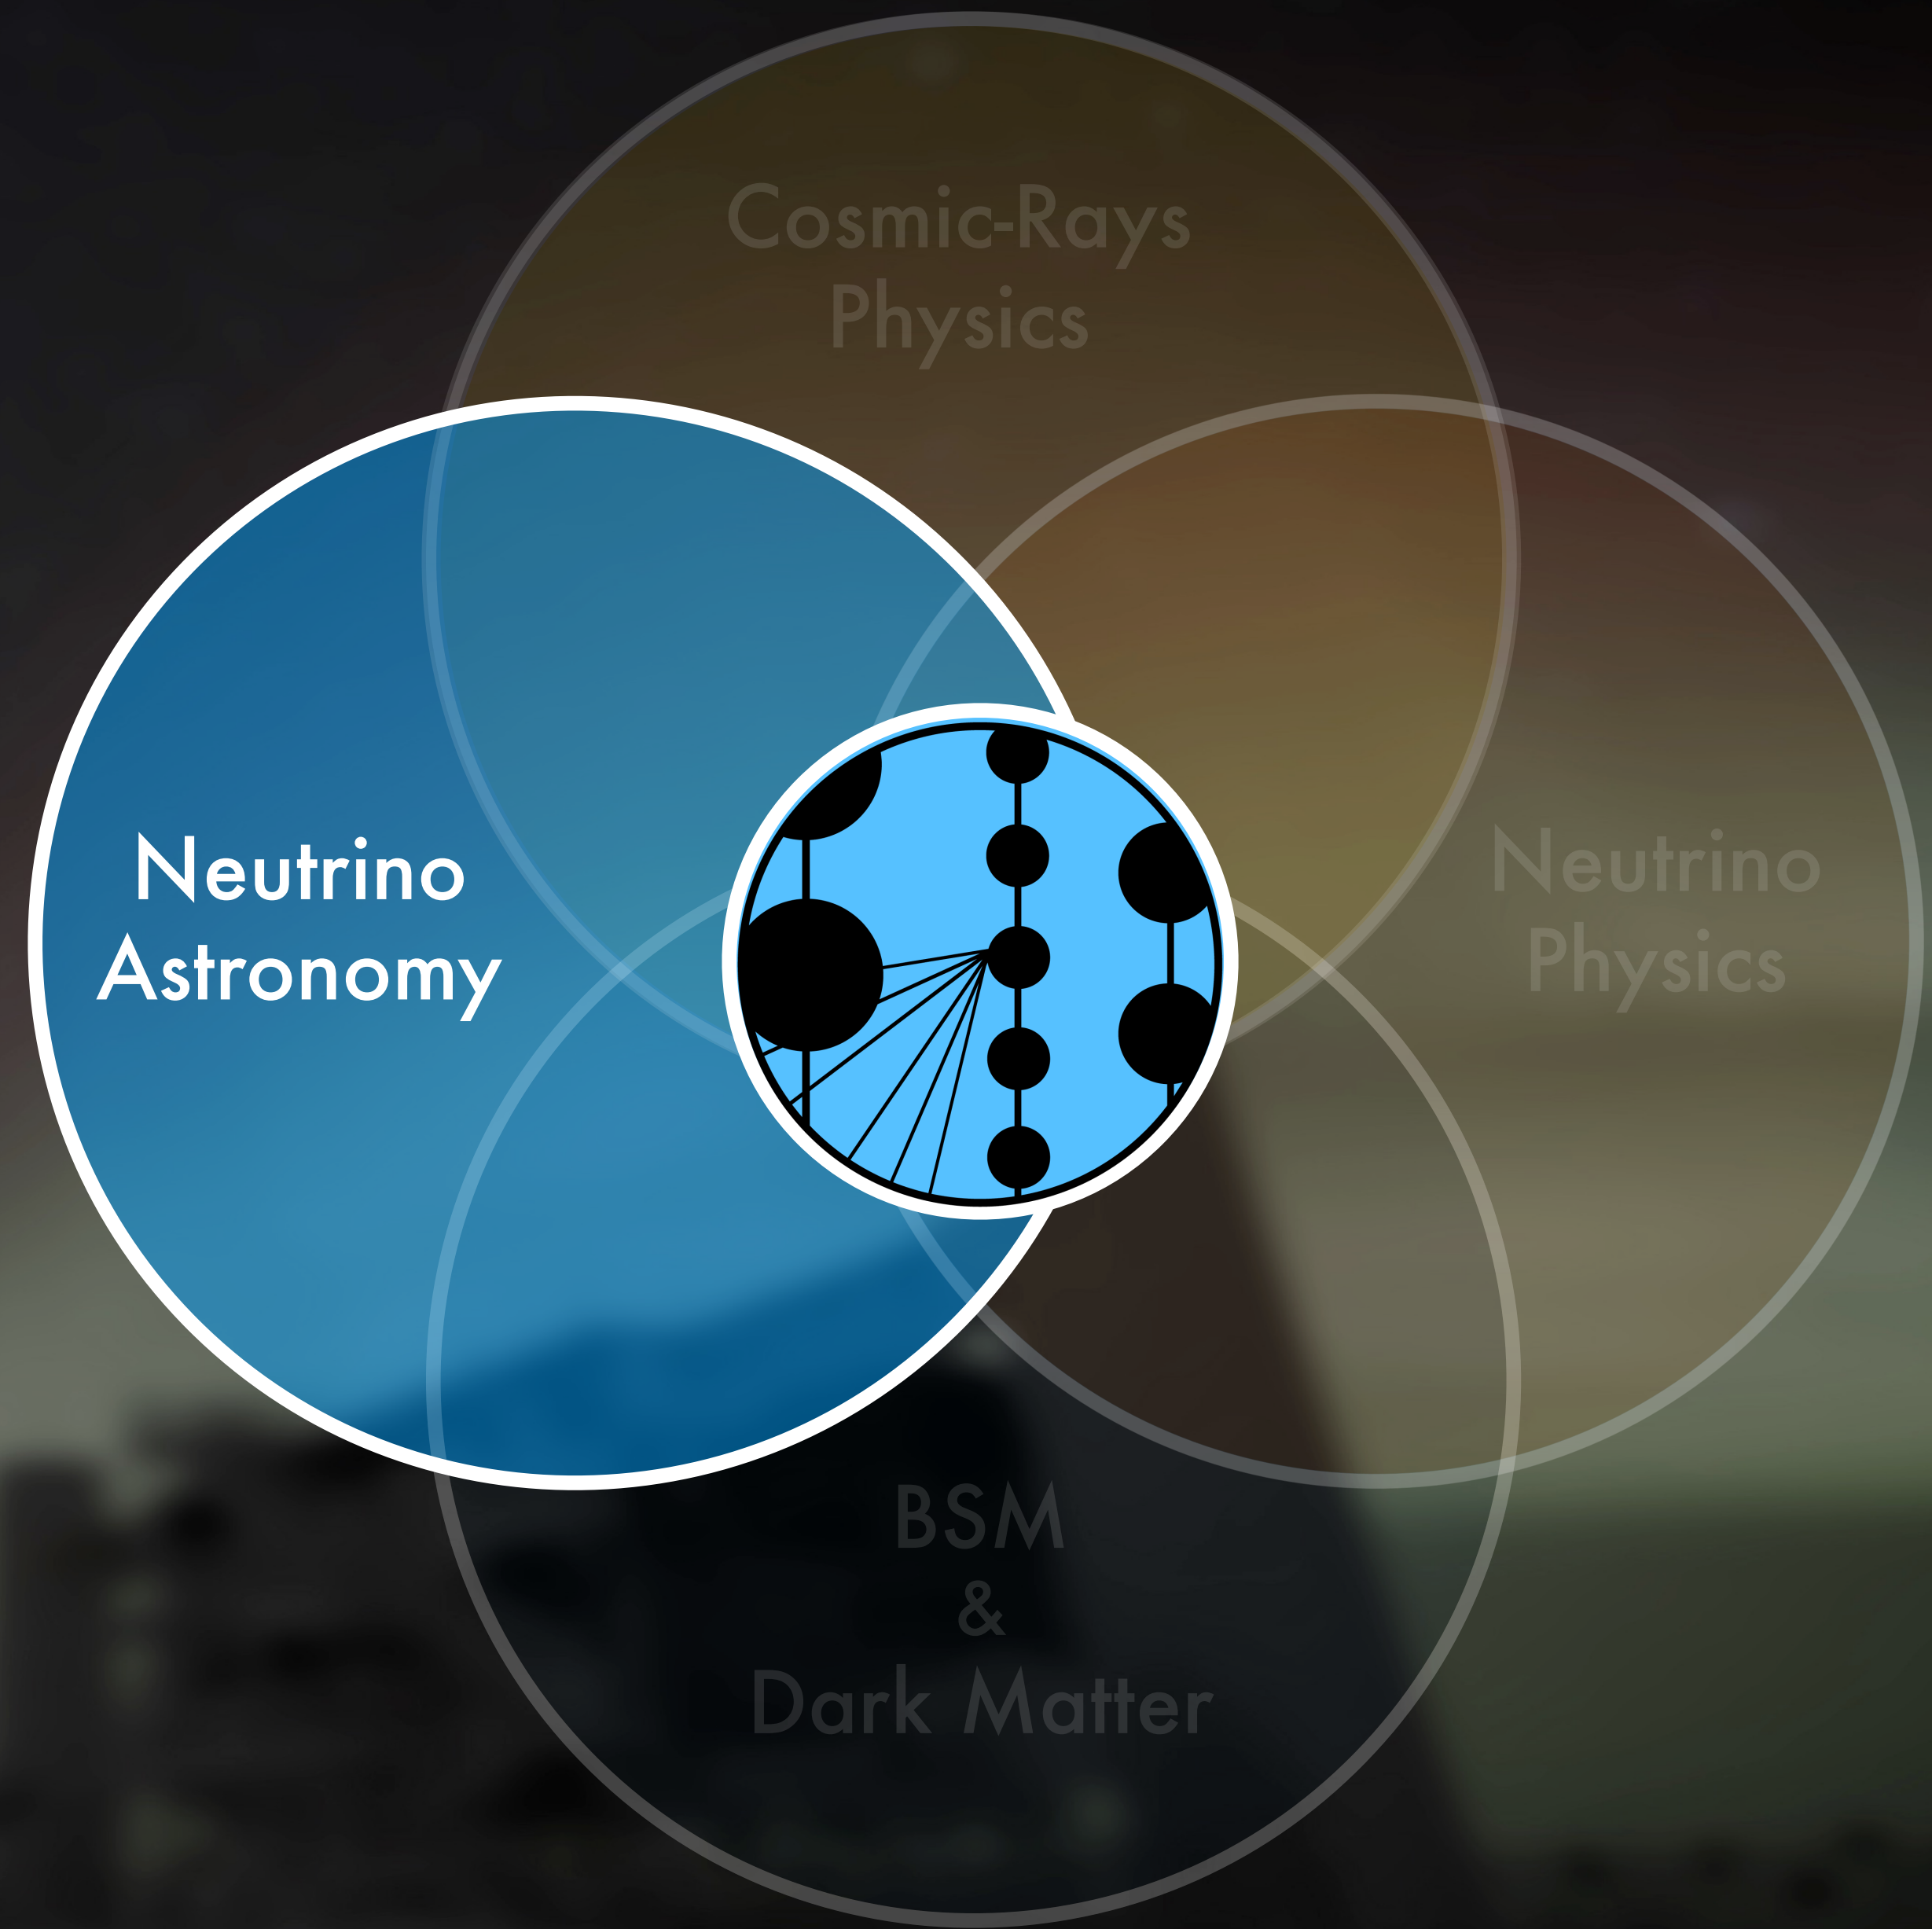 Cosmic-Rays
Physics
Neutrino
Astronomy
Neutrino
Physics
BSM
&
Dark Matter